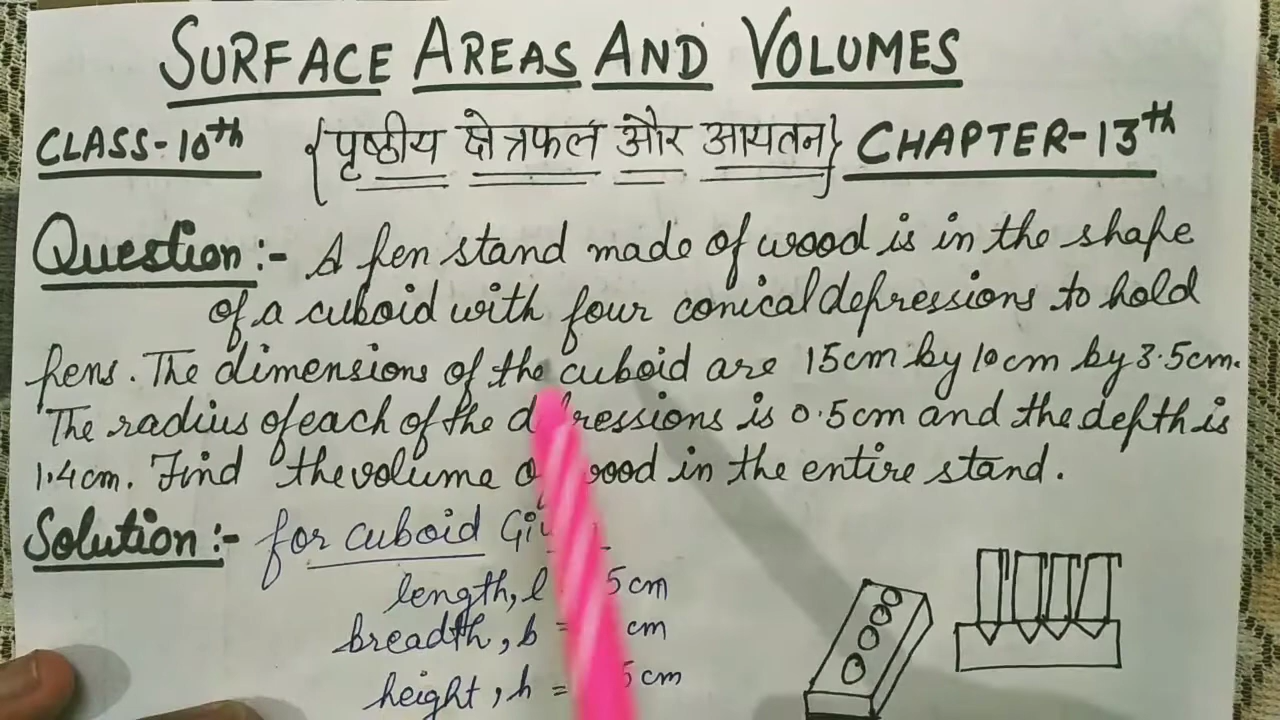 SURFACE AREAS AND VOLUMES
CLASS-10th {पृष्ठीय क्षेत्रफल और आयतन} CHAPTER-13th
Question:- A pen stand made of wood is in the shape
of a cuboid with four conical depressions to hold
pens. The dimensions of the cuboid are 15cm by 10cm by 3.5cm.
The radius of each of the depressions is 0.5cm and the depth is
1.4cm. Find the volume of wood in the entire stand.
Solution:- for cuboid
length, l 5cm
breadth, b = cm
height, h = 5cm